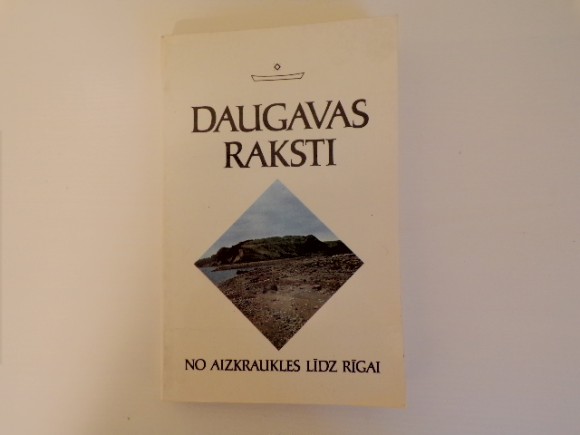 DAUGAVAS
RAKSTI
NO AIZKRAUKLES LĪDZ RĪGAI